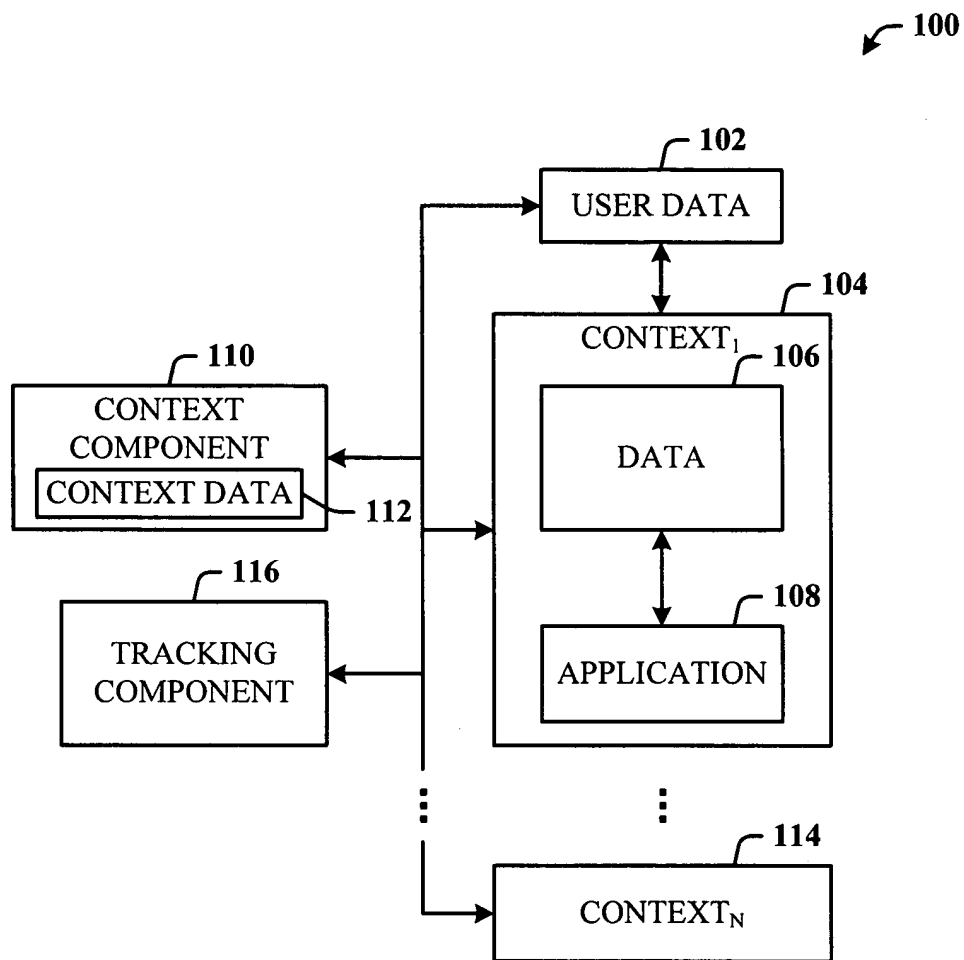 100
102
USER DATA
104
CONTEXT₁
106
DATA
108
APPLICATION
110
CONTEXT
COMPONENT
CONTEXT DATA
112
116
TRACKING
COMPONENT
114
CONTEXT_N